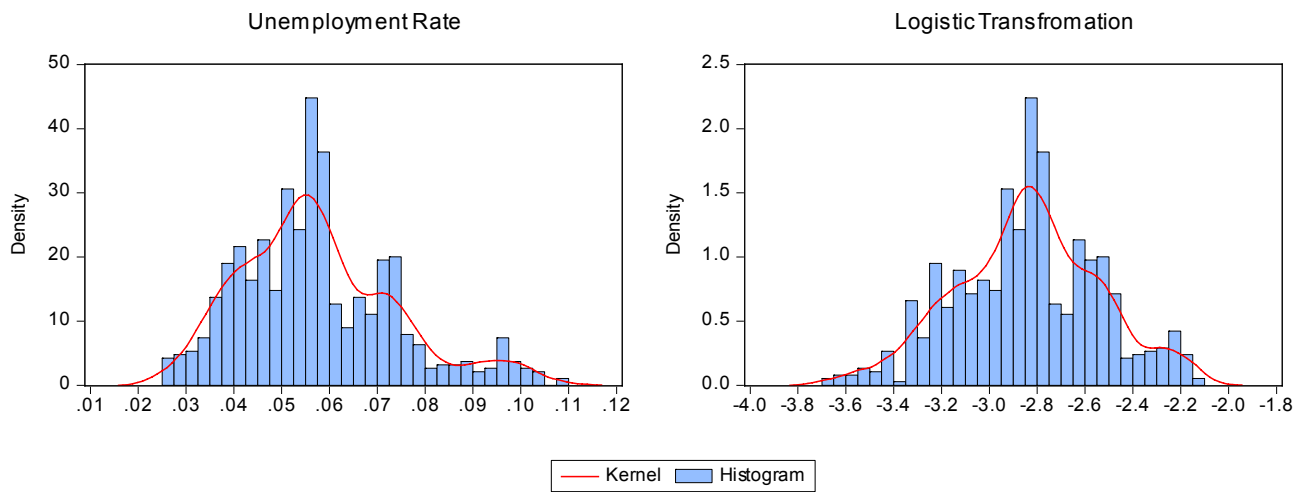 Unemployment Rate
Logistic Transfromation
50
40
30
20
10
0
Density
.01 .02 .03 .04 .05 .06 .07 .08 .09 .10 .11 .12
2.5
2.0
1.5
1.0
0.5
0.0
Density
-4.0 -3.8 -3.6 -3.4 -3.2 -3.0 -2.8 -2.6 -2.4 -2.2 -2.0 -1.8
Kernel Histogram